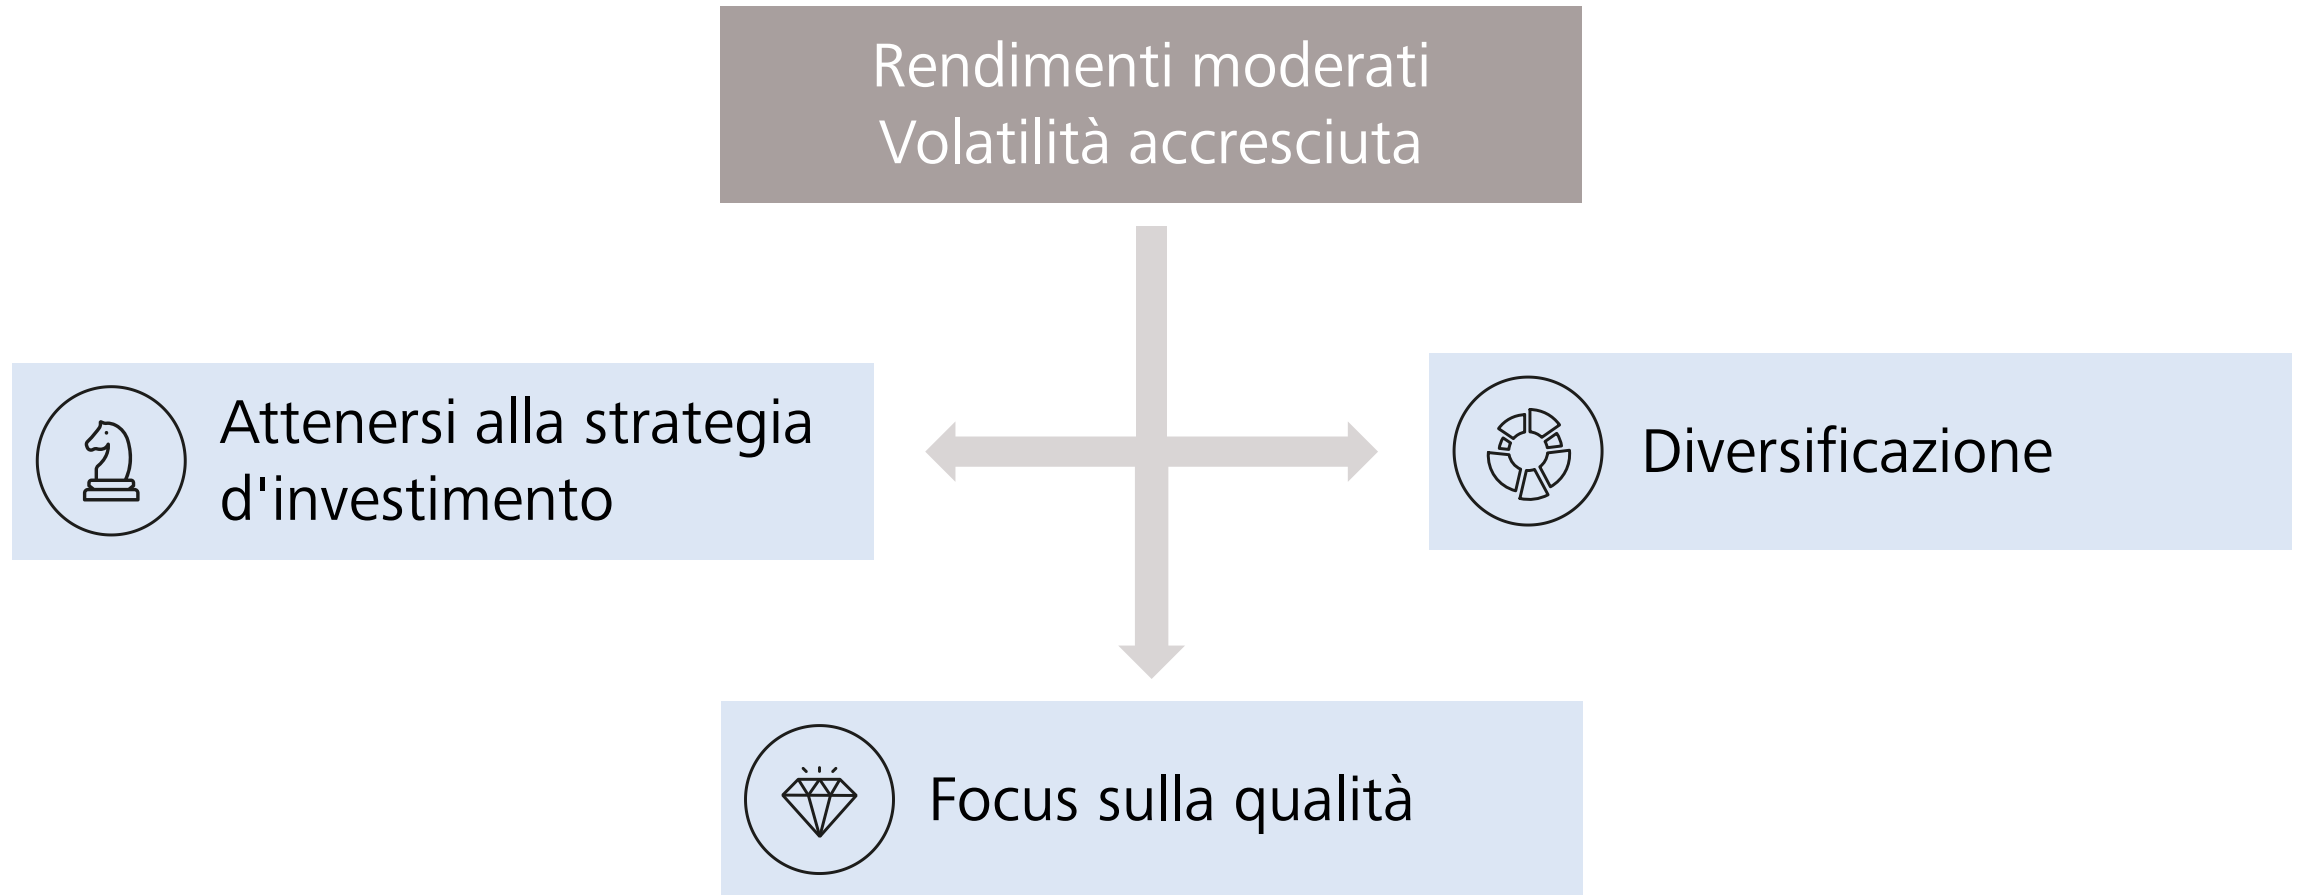 Rendimenti moderati
Volatilità accresciuta
Attenersi alla strategia
d'investimento
Diversificazione
Focus sulla qualità